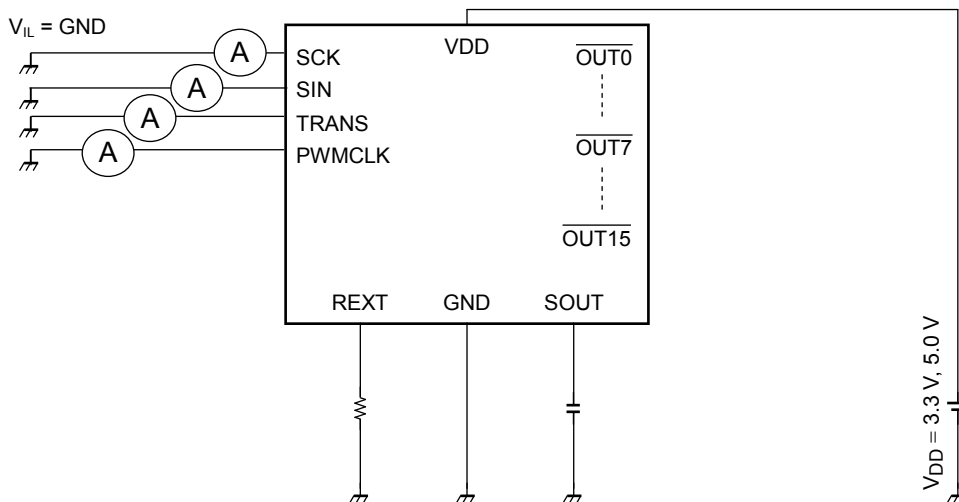 V_IL = GND
A
A
A
A
SCK
SIN
TRANS
PWMCLK
VDD
OUT0
OUT7
OUT15
REXT GND SOUT
V_DD = 3.3 V, 5.0 V